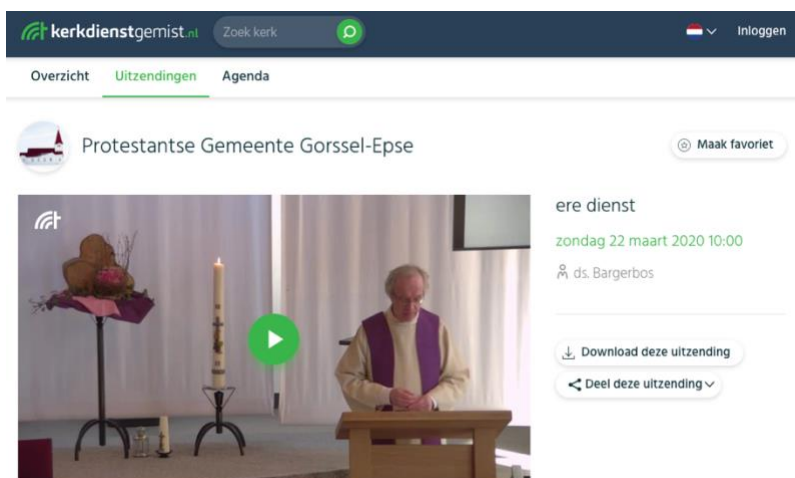 kerkdienstgemist.nl
Zoek kerk
Inloggen
Overzicht
Uitzendingen
Agenda
Protestantse Gemeente Gorssel-Epse
Maak favoriet
ere dienst
zondag 22 maart 2020 10:00
ds. Bargerbos
Download deze uitzending
Deel deze uitzending